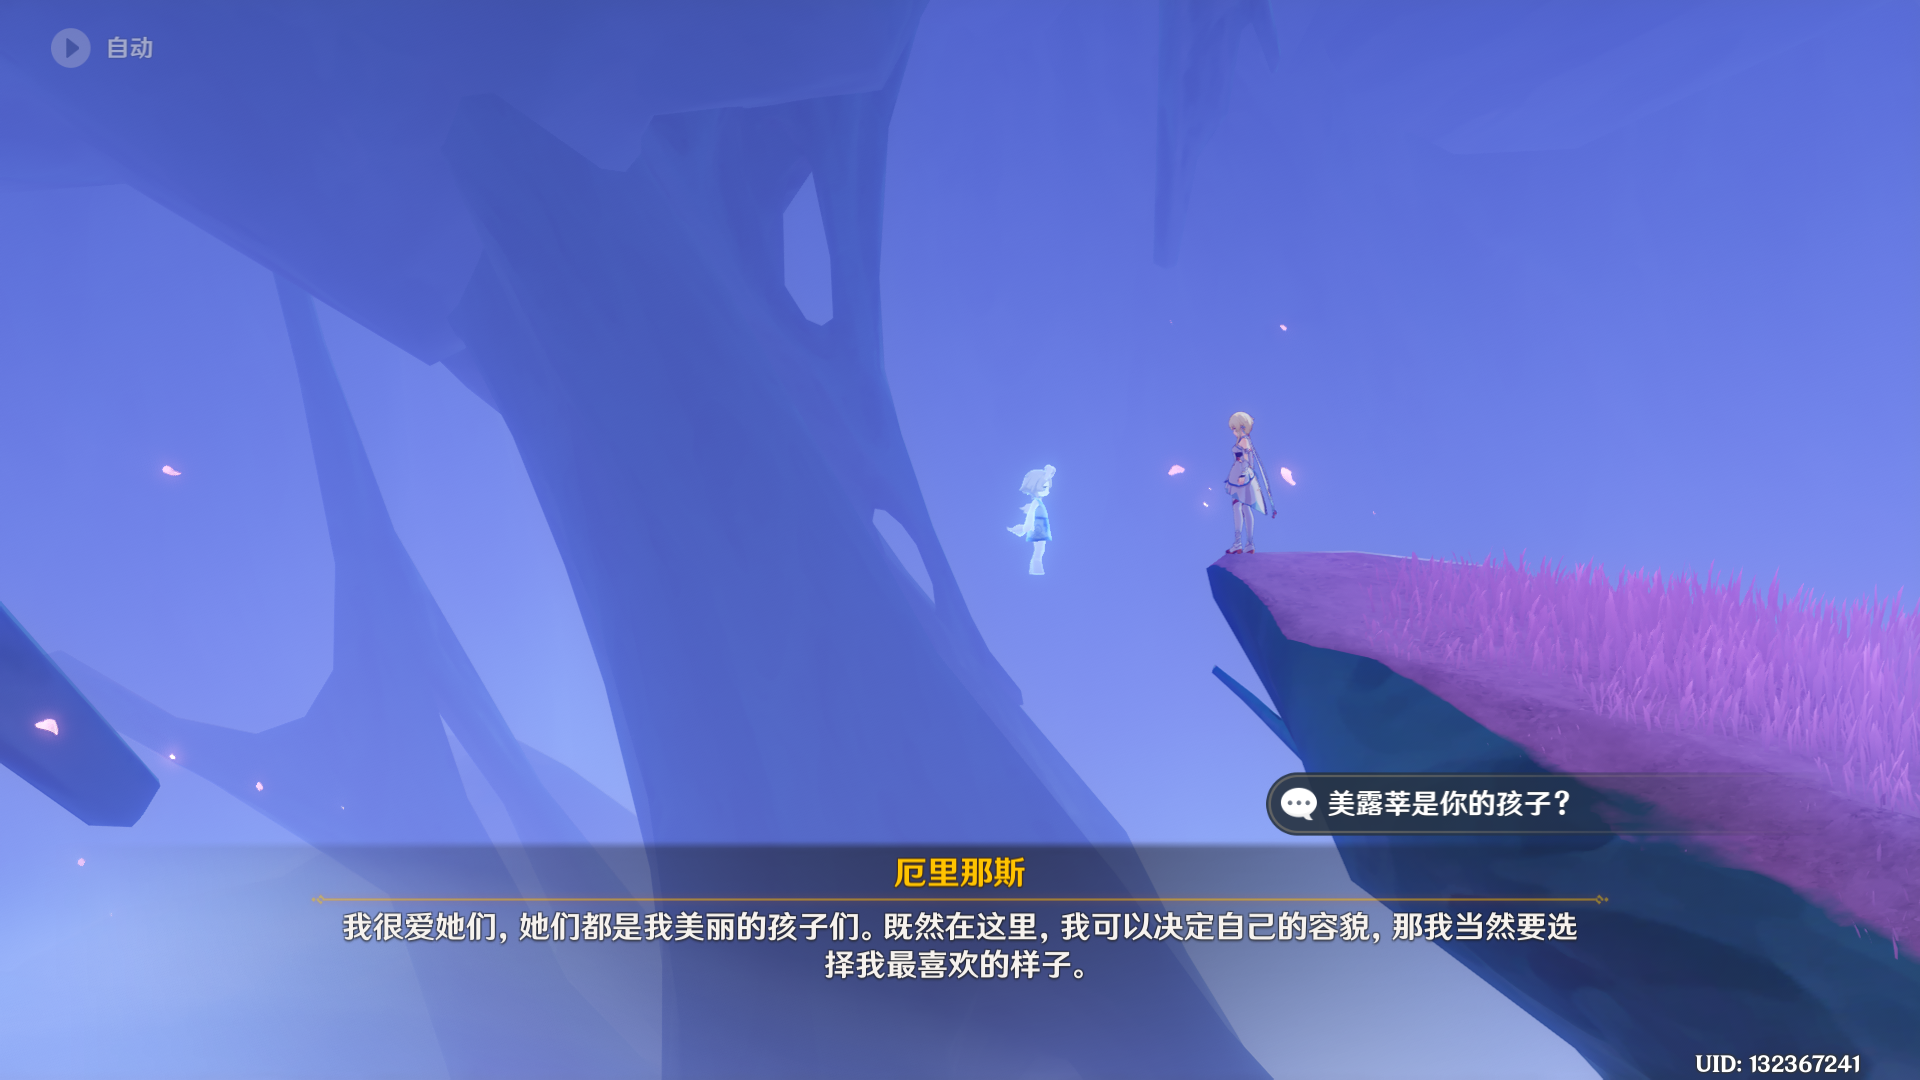 自动
美露莘是你的孩子？
厄里那斯
我很爱她们，她们都是我美丽的孩子们。既然在这里，我可以决定自己的容貌，那我当然要选
择我最喜欢的样子。
UID: 132367241